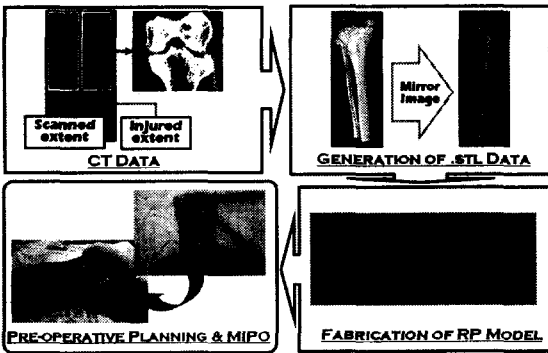 Scanned
extent
Injured
extent
CT DATA
Mirror
Image
GENERATION OF .STL DATA
PRE-OPERATIVE PLANNING & MIPO
FABRICATION OF RP MODEL